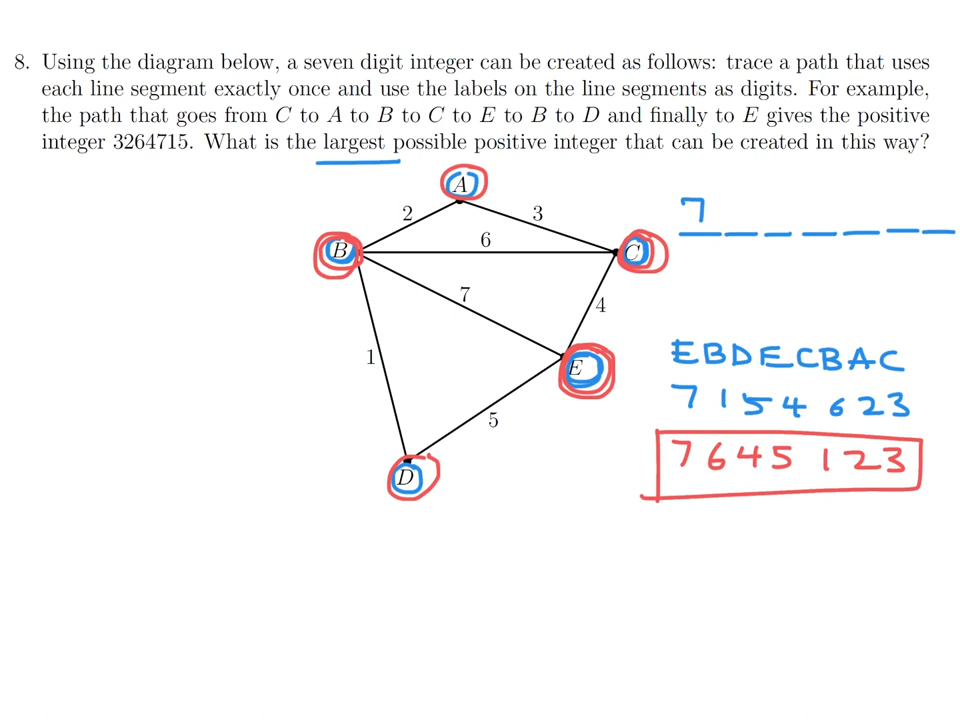 8. Using the diagram below, a seven digit integer can be created as follows: trace a path that uses
each line segment exactly once and use the labels on the line segments as digits. For example,
the path that goes from C to A to B to C to E to B to D and finally to E gives the positive
integer 3264715. What is the largest possible positive integer that can be created in this way?
A
2
3
7
6
B
C
7
4
1
EBDECBAC
E
7154623
5
7645123
D